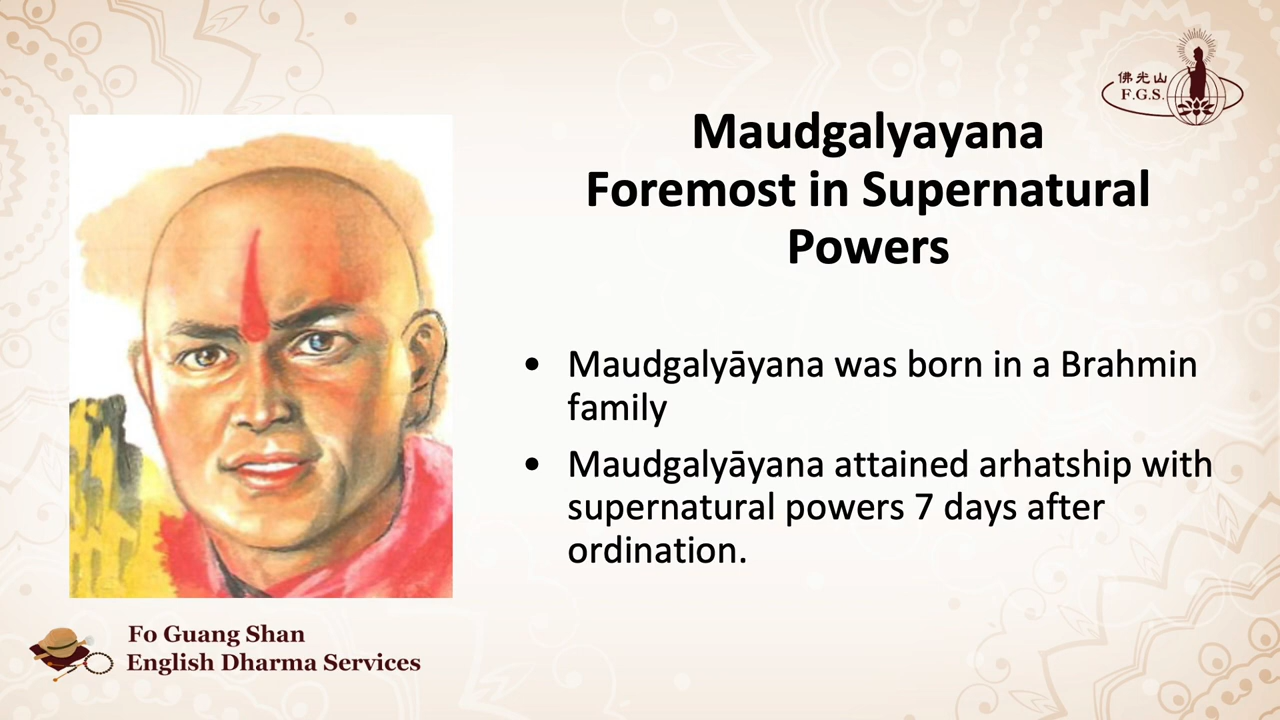 佛光山
F.G.S.
Maudgalyayana
Foremost in Supernatural
Powers
• Maudgalyāyana was born in a Brahmin
family
• Maudgalyāyana attained arhatship with
supernatural powers 7 days after
ordination.
Fo Guang Shan
English Dharma Services